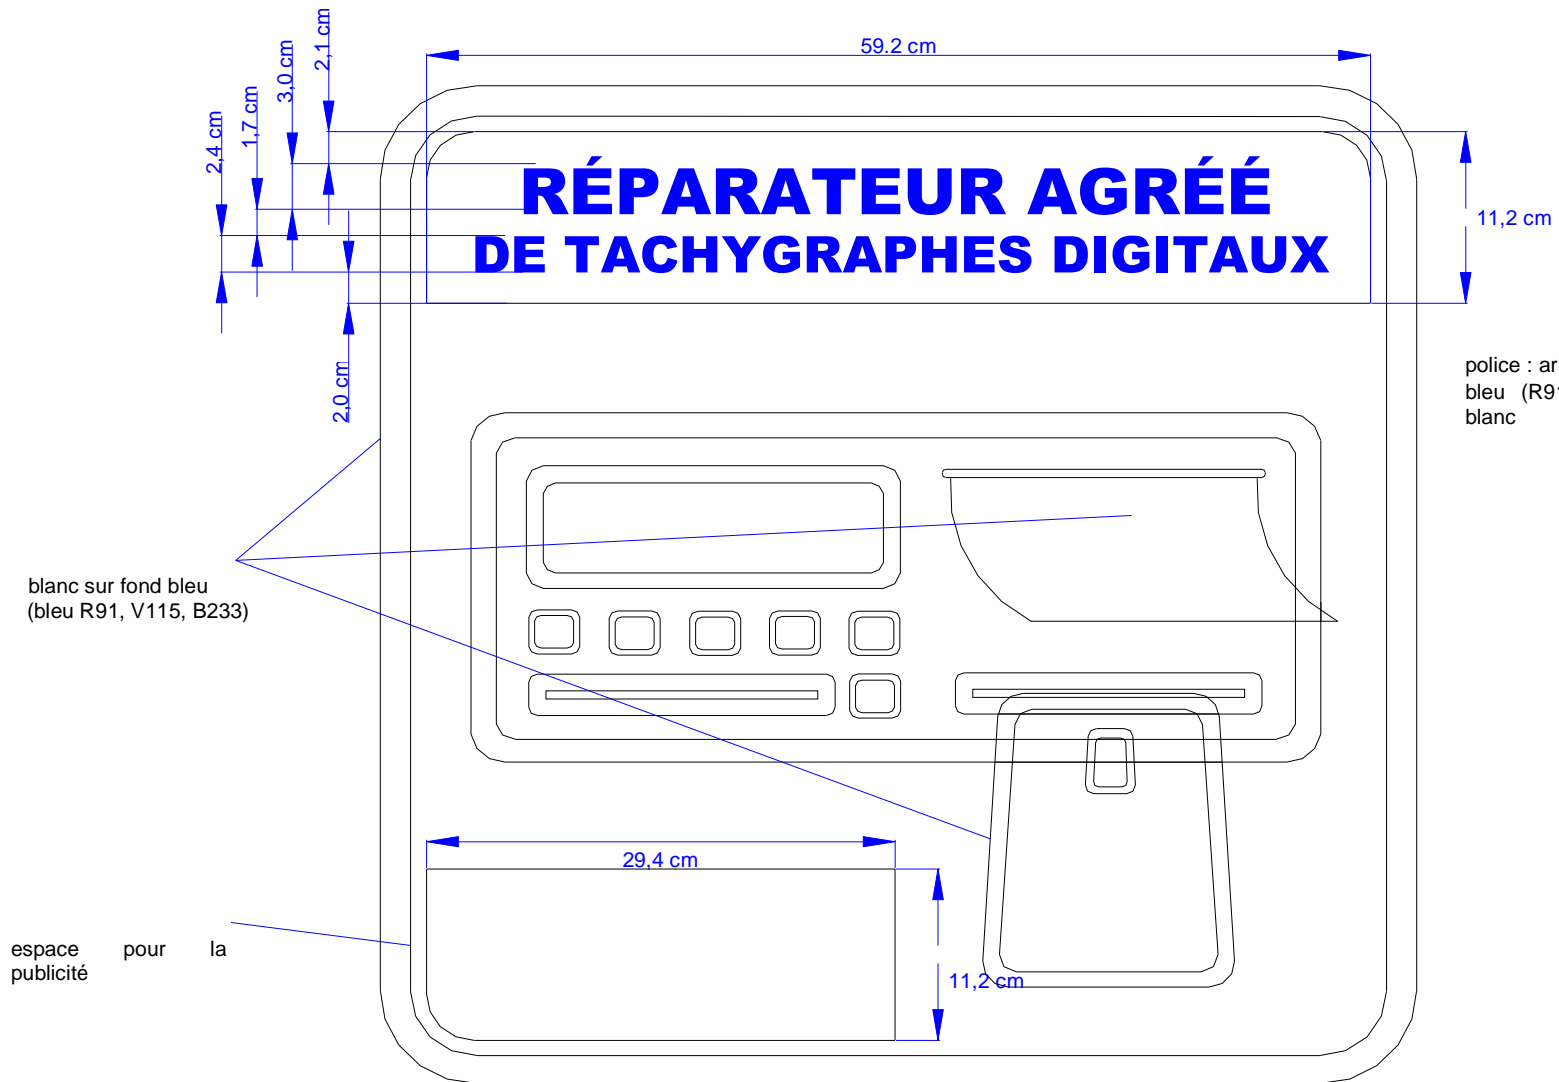 59.2 cm
2,1 cm
3,0 cm
1,7 cm
2,4 cm
RÉPARATEUR AGRÉÉ
DE TACHYGRAPHES DIGITAUX
11,2 cm
2,0 cm
police : ar
bleu (R91
blanc
blanc sur fond bleu
(bleu R91, V115, B233)
29,4 cm
espace pour la
publicité
11,2 cm